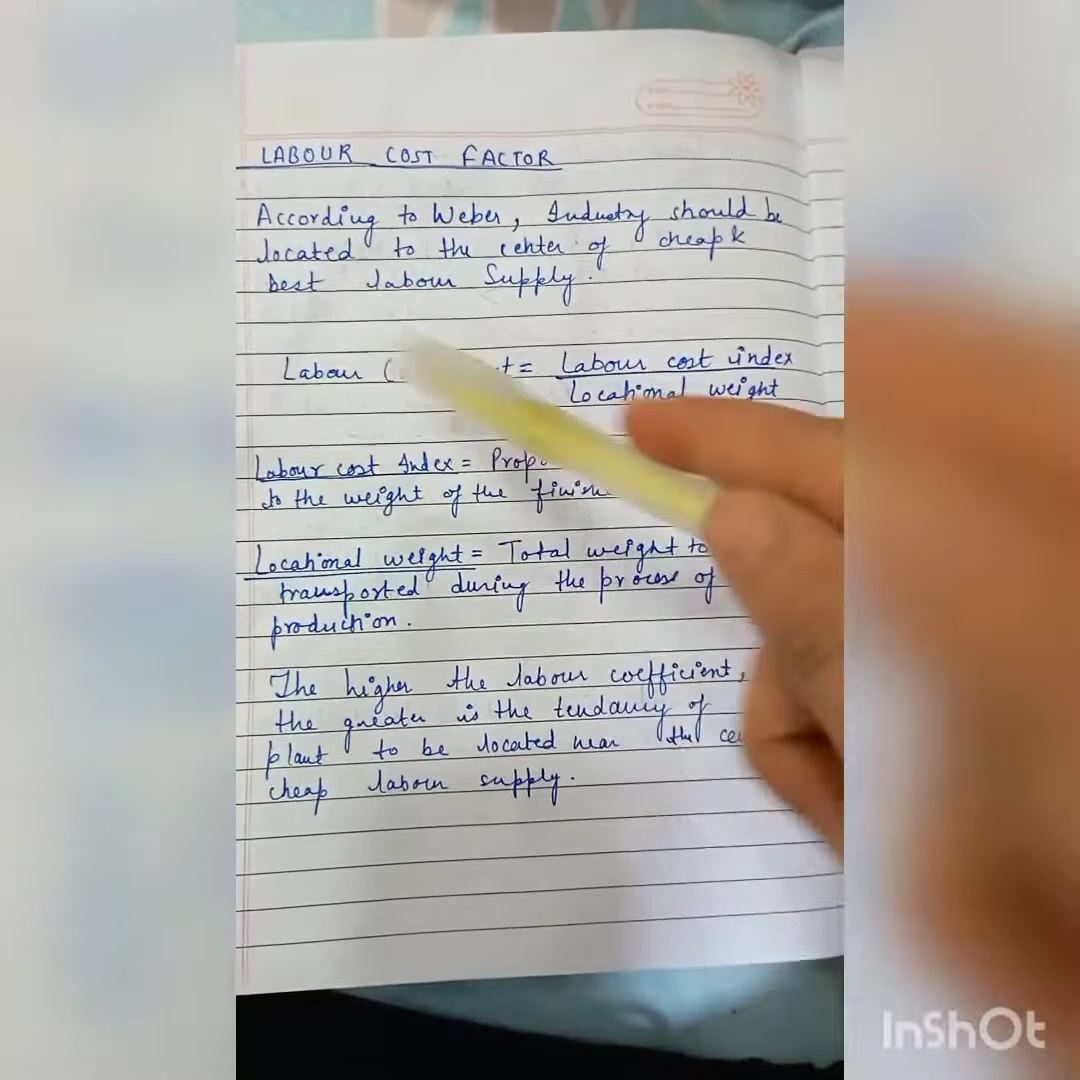 LABOUR COST FACTOR
According to Weber, Industry should be
located to the center of cheap &
best labour Supply.
Labour = Labour cost index
Locational weight
Labour cost Index =
to the weight of the
Locational weight = Total weight to
transported during the process of
production.
The higher the labour coefficient,
the greater is the tendancy of
plant to be located near the
cheap labour supply.
InShOt